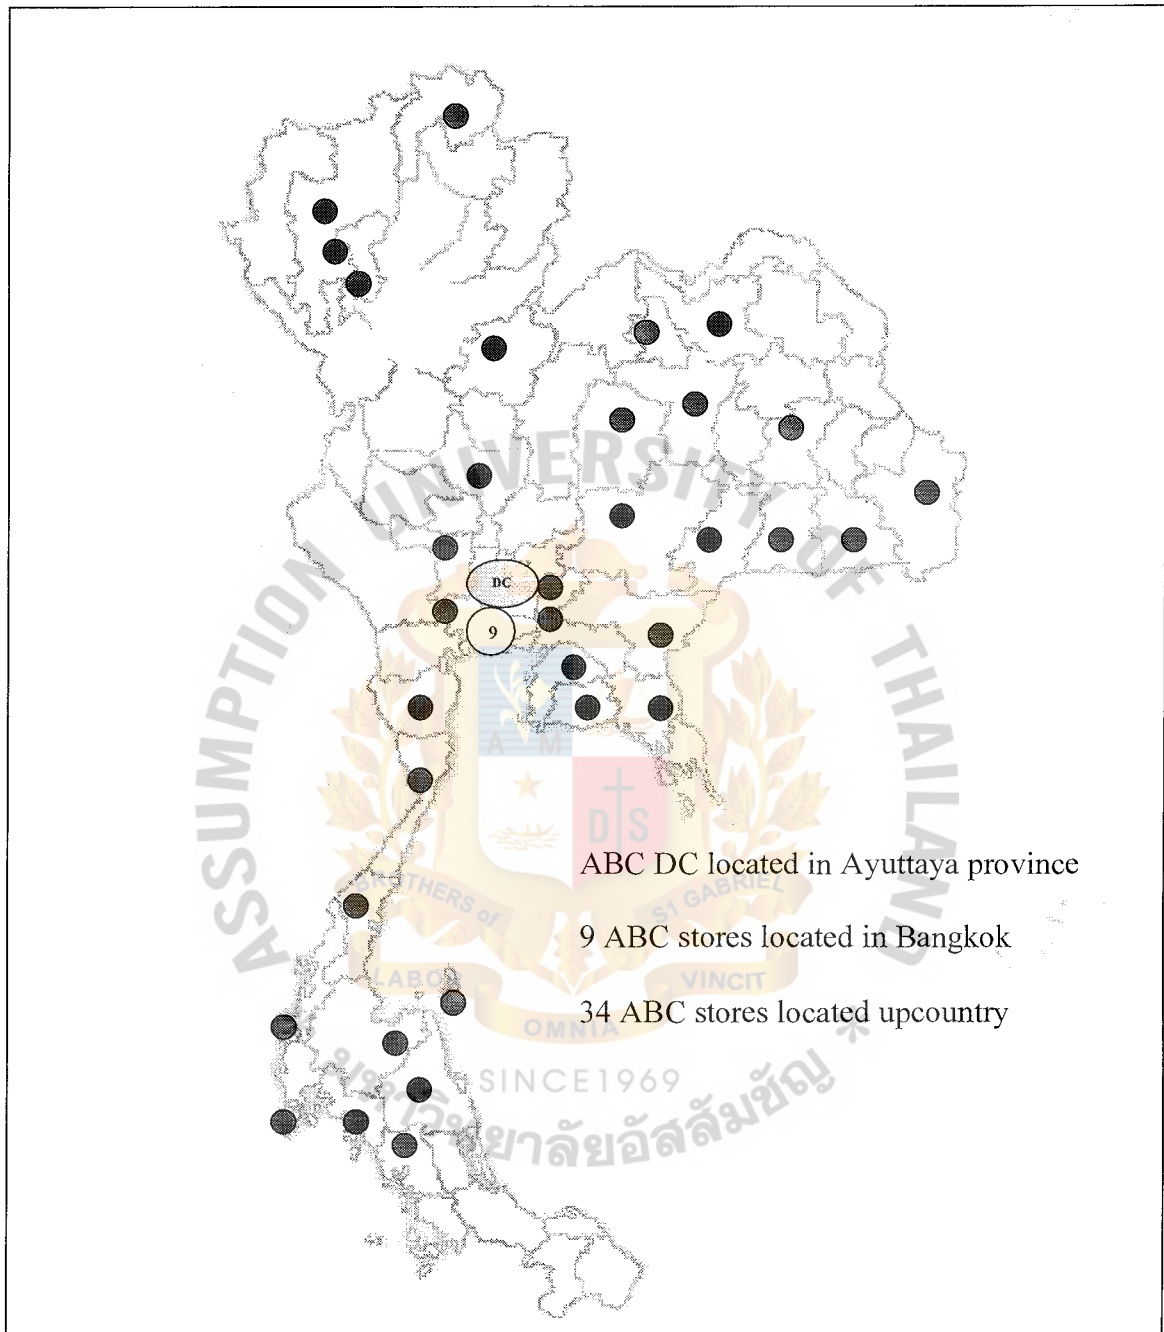 DC
9
ABC DC located in Ayuttaya province
9 ABC stores located in Bangkok
34 ABC stores located upcountry
ASSUMPTION UNIVERSITY OF THAILAND
A M
D S
BROTHERS of
S1 GABRIEL
LABOR
VINCIT
OMNIA
SINCE1969
มหาวิทยาลัยอัสสัมชัญ *